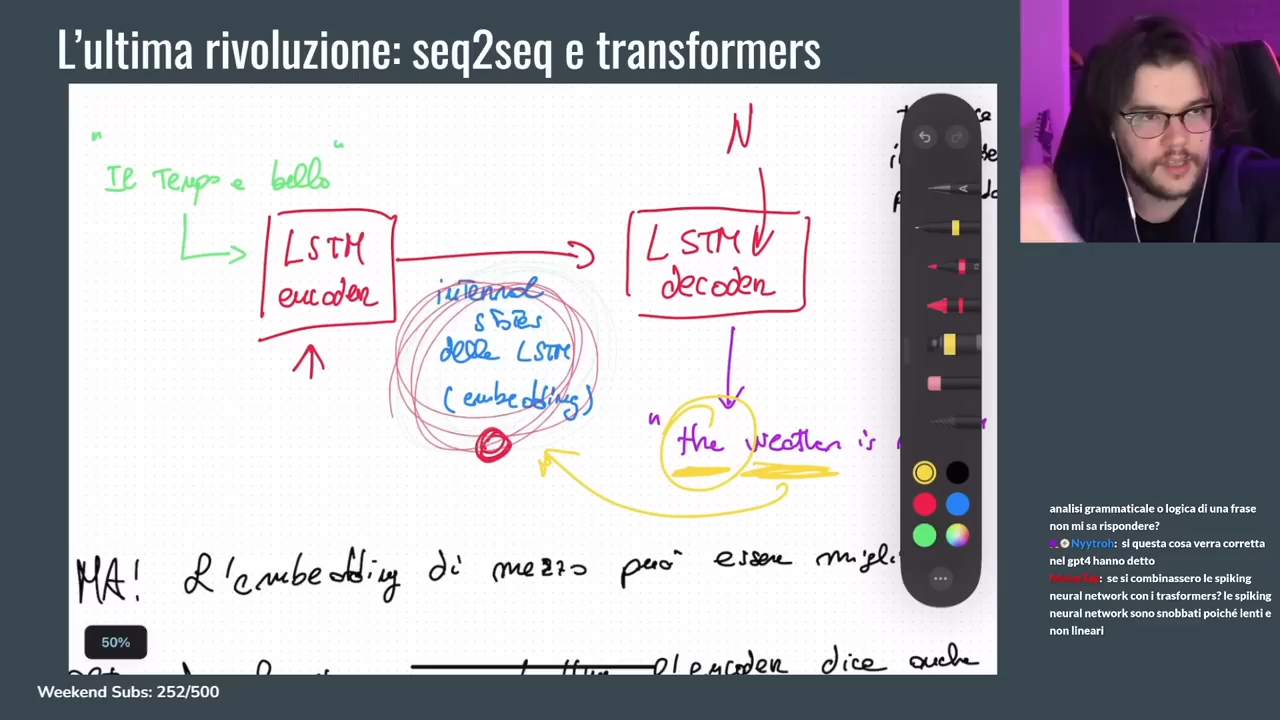 L'ultima rivoluzione: seq2seq e transformers
"Il Tempo e bello"
N
LSTM
encoder
LSTM
decoder
internal
states
della LSTM
(embedding)
"the weather is
MA! L'embedding di mezzo può essere migli
l'encoder dice anche
50%
Weekend Subs: 252/500
analisi grammaticale o logica di una frase
non mi sa rispondere?
Nyytroh: si questa cosa verra corretta
nel gpt4 hanno detto
se si combinassero le spiking
neural network con i trasformers? le spiking
neural network sono snobbati poiché lenti e
non lineari